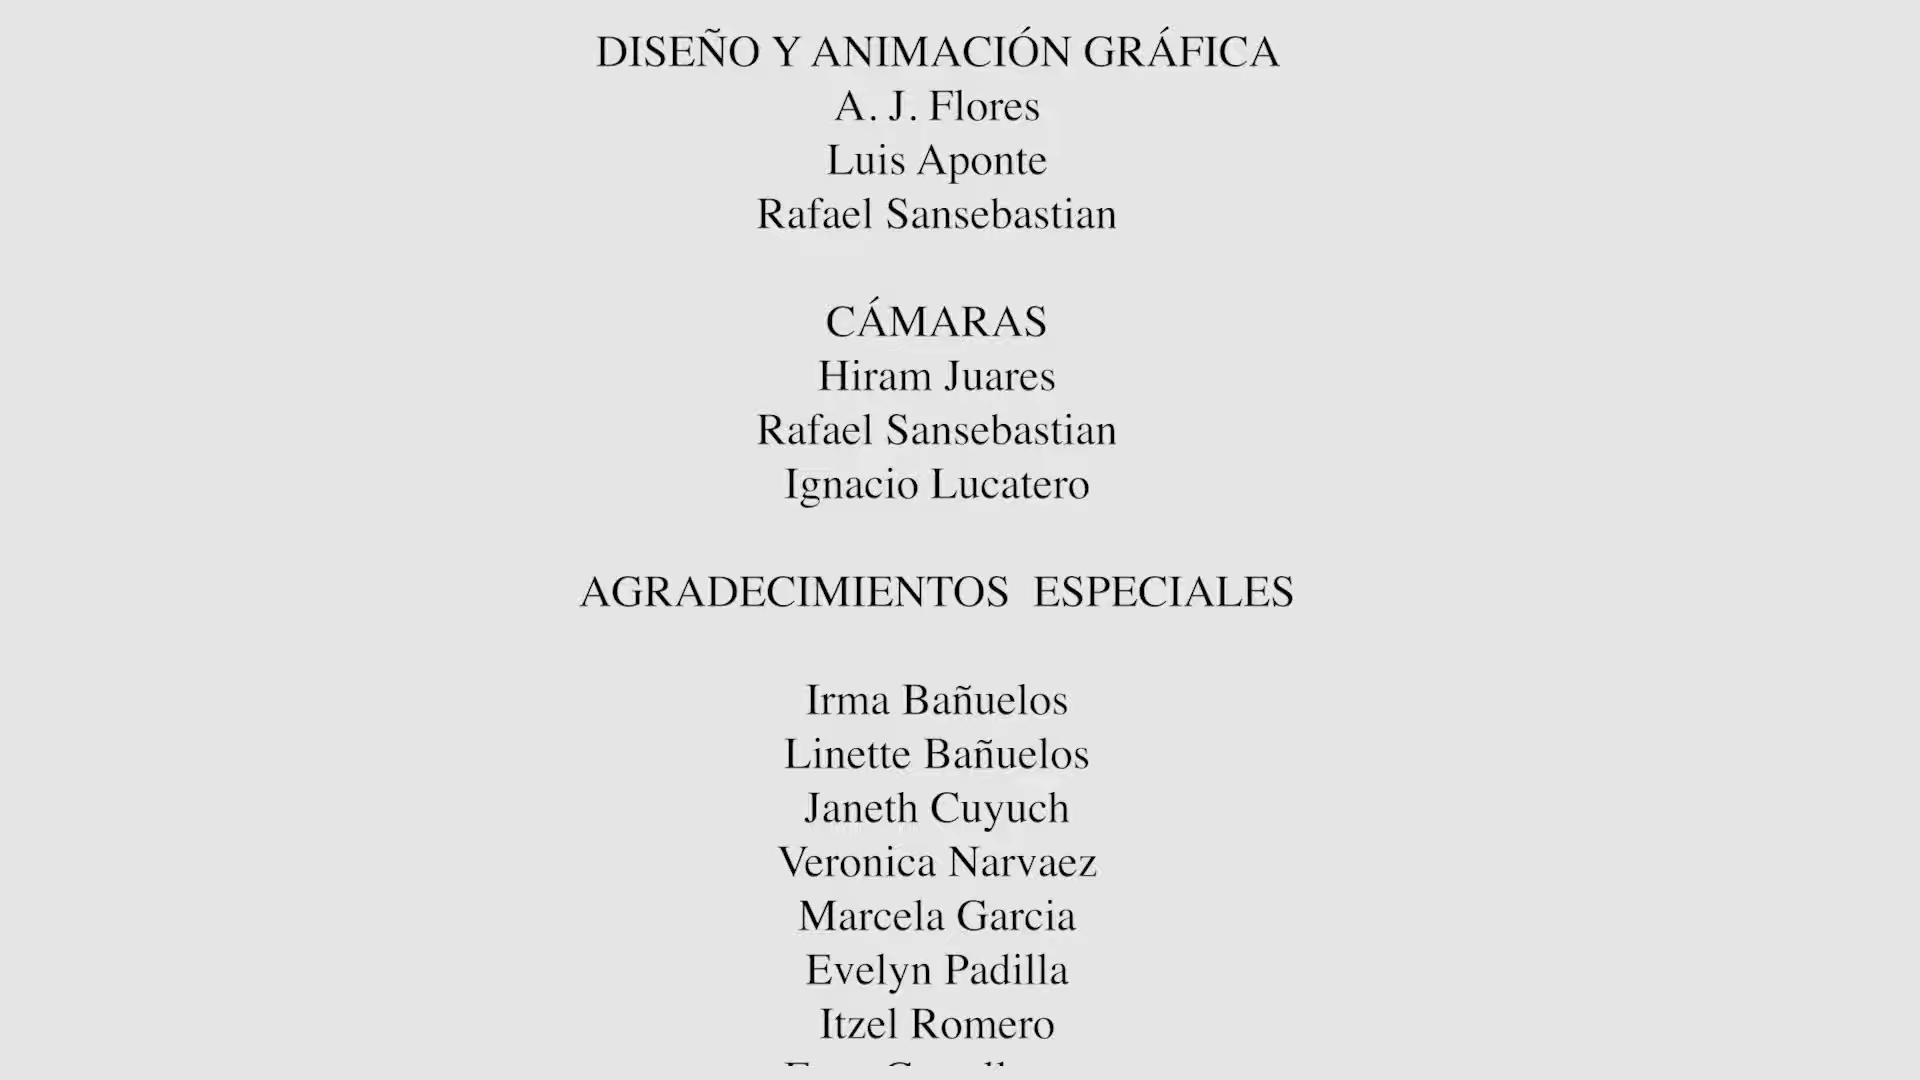 DISEÑO Y ANIMACIÓN GRÁFICA
A. J. Flores
Luis Aponte
Rafael Sansebastian
CÁMARAS
Hiram Juares
Rafael Sansebastian
Ignacio Lucatero
AGRADECIMIENTOS ESPECIALES
Irma Bañuelos
Linette Bañuelos
Janeth Cuyuch
Veronica Narvaez
Marcela Garcia
Evelyn Padilla
Itzel Romero